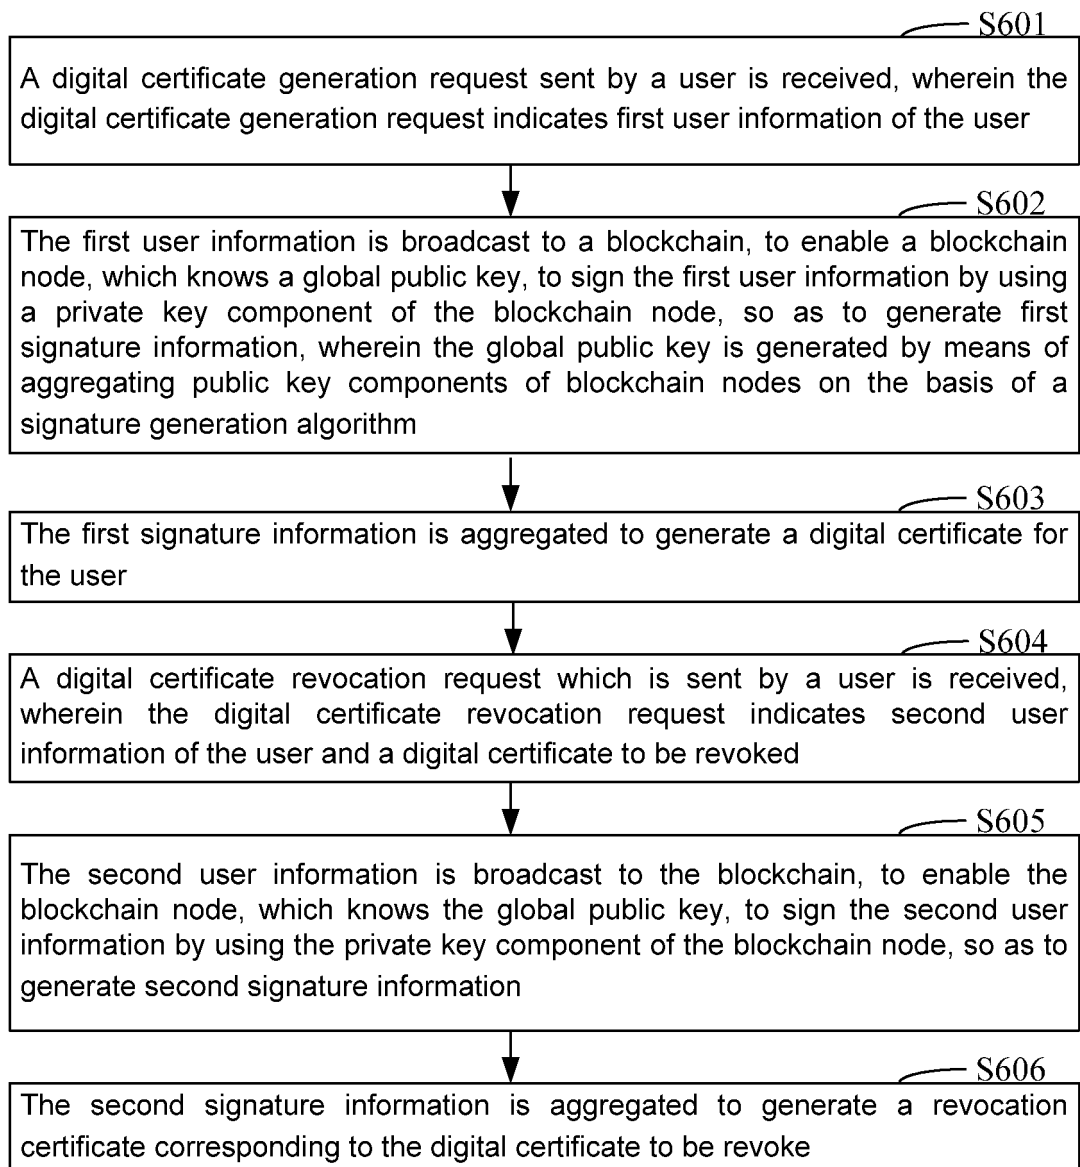 S601
A digital certificate generation request sent by a user is received, wherein the
digital certificate generation request indicates first user information of the user
S602
The first user information is broadcast to a blockchain, to enable a blockchain
node, which knows a global public key, to sign the first user information by using
a private key component of the blockchain node, so as to generate first
signature information, wherein the global public key is generated by means of
aggregating public key components of blockchain nodes on the basis of a
signature generation algorithm
S603
The first signature information is aggregated to generate a digital certificate for
the user
S604
A digital certificate revocation request which is sent by a user is received,
wherein the digital certificate revocation request indicates second user
information of the user and a digital certificate to be revoked
S605
The second user information is broadcast to the blockchain, to enable the
blockchain node, which knows the global public key, to sign the second user
information by using the private key component of the blockchain node, so as to
generate second signature information
S606
The second signature information is aggregated to generate a revocation
certificate corresponding to the digital certificate to be revoke